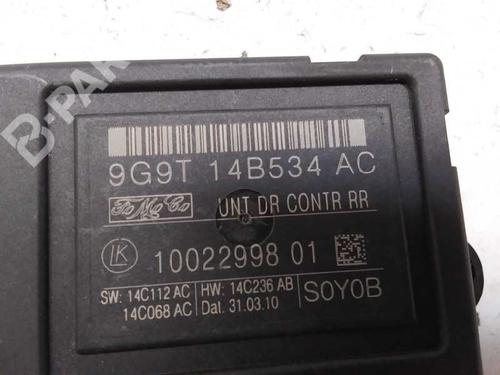 B-PAR
9G9T 14B534 AC
FoMoCo
UNT DR CONTR RR
LK
10022998 01
SW: 14C112 AC
14C068 AC
HW: 14C236 AB
Dat. 31.03.10
S0Y0B